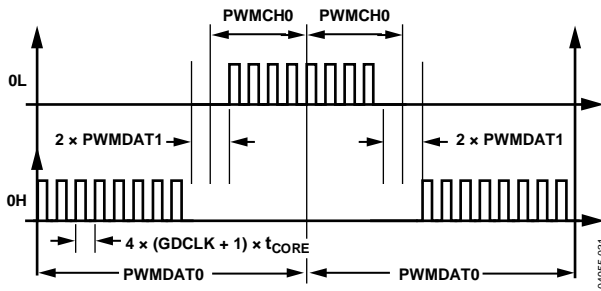 PWMCH0 PWMCH0
0L
2 × PWMDAT1 2 × PWMDAT1
0H
4 × (GDCLK + 1) × tCORE
PWMDAT0 PWMDAT0